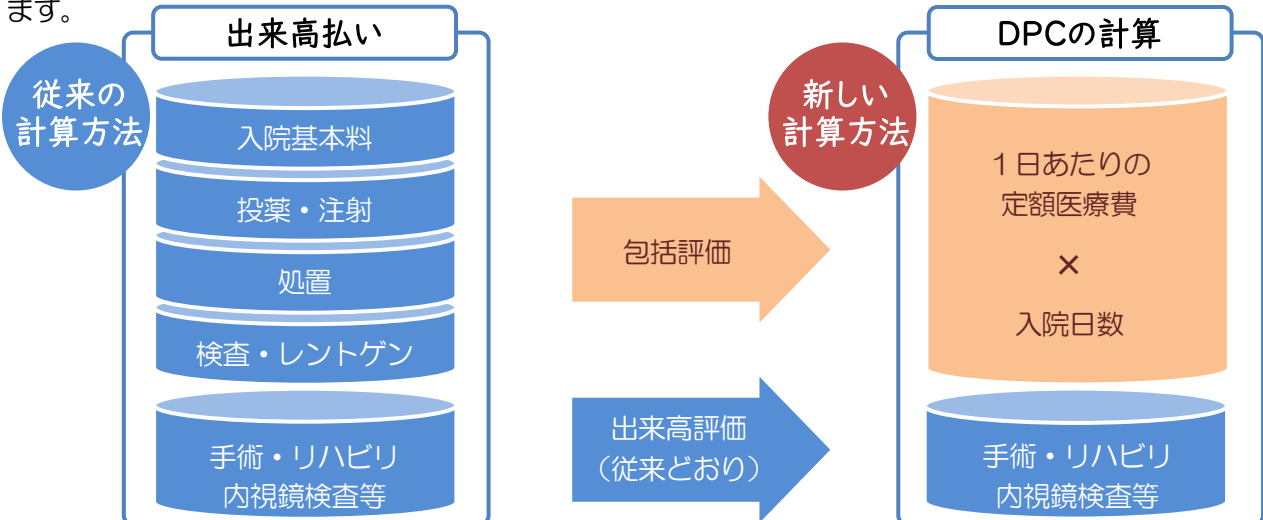 ます。
出来高払い
従来の
計算方法
入院基本料
投薬・注射
処置
検査・レントゲン
手術・リハビリ
内視鏡検査等
包括評価
出来高評価
（従来どおり）
DPCの計算
新しい
計算方法
１日あたりの
定額医療費
×
入院日数
手術・リハビリ
内視鏡検査等